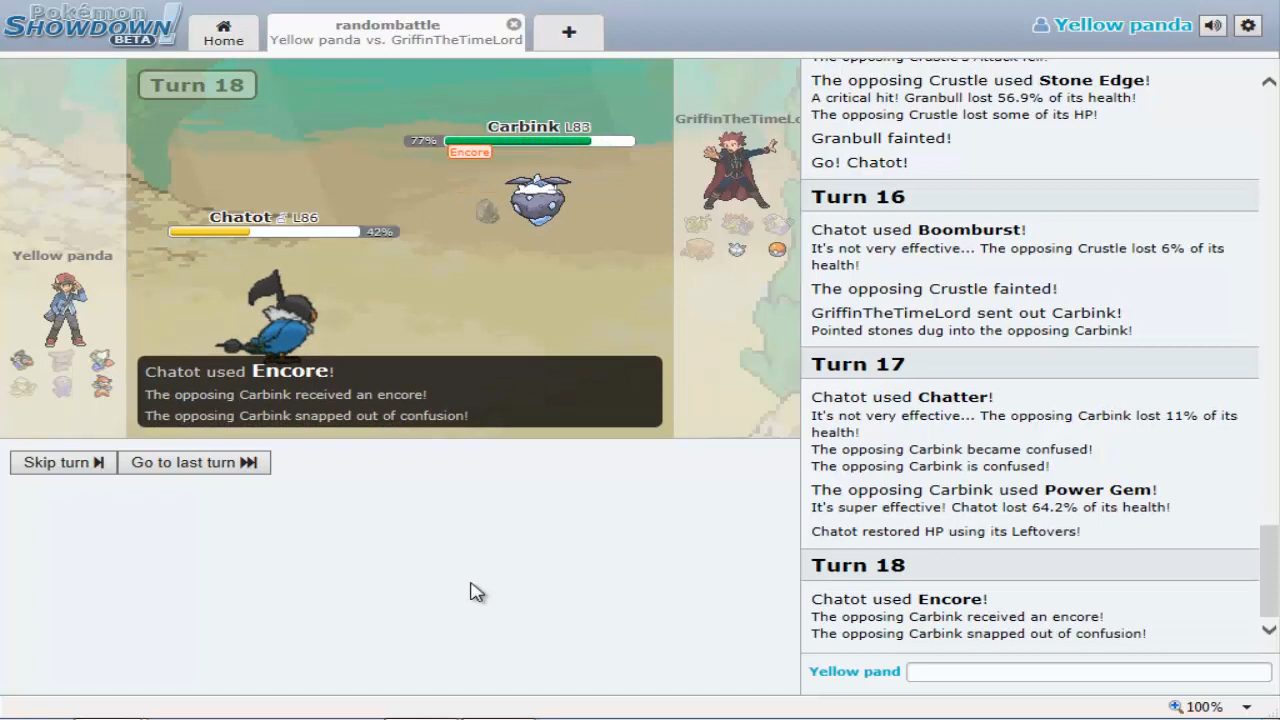 Pokémon
Showdown!
BETA
Home
randombattle
Yellow panda vs. GriffinTheTimeLord
Yellow panda
Turn 18
Carbink L83
77%
Encore
Chatot L86
42%
Yellow panda
GriffinTheTimeLo
Chatot used Encore!
The opposing Carbink received an encore!
The opposing Carbink snapped out of confusion!
Skip turn
Go to last turn
The opposing Crustle's Attack fell!
The opposing Crustle used Stone Edge!
A critical hit! Granbull lost 56.9% of its health!
The opposing Crustle lost some of its HP!
Granbull fainted!
Go! Chatot!
Turn 16
Chatot used Boomburst!
It's not very effective... The opposing Crustle lost 6% of its
health!
The opposing Crustle fainted!
GriffinTheTimeLord sent out Carbink!
Pointed stones dug into the opposing Carbink!
Turn 17
Chatot used Chatter!
It's not very effective... The opposing Carbink lost 11% of its
health!
The opposing Carbink became confused!
The opposing Carbink is confused!
The opposing Carbink used Power Gem!
It's super effective! Chatot lost 64.2% of its health!
Chatot restored HP using its Leftovers!
Turn 18
Chatot used Encore!
The opposing Carbink received an encore!
The opposing Carbink snapped out of confusion!
Yellow pand
100%